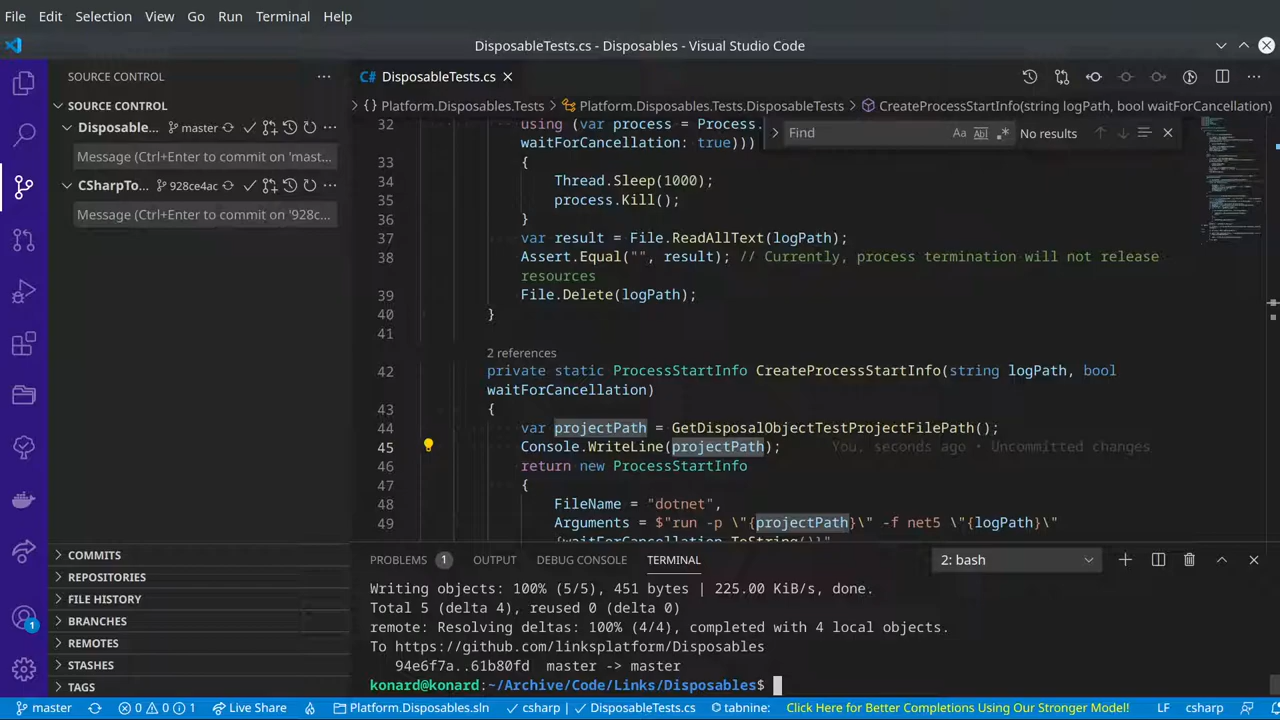 File Edit Selection View Go Run Terminal Help
DisposableTests.cs - Disposables - Visual Studio Code
SOURCE CONTROL
SOURCE CONTROL
Disposable... master
Message (Ctrl+Enter to commit on 'mast...
CSharpTo... 928ce4ac
Message (Ctrl+Enter to commit on '928c...
COMMITS
REPOSITORIES
FILE HISTORY
BRANCHES
REMOTES
STASHES
TAGS
C# DisposableTests.cs
{} Platform.Disposables.Tests Platform.Disposables.Tests.DisposableTests CreateProcessStartInfo(string logPath, bool waitForCancellation)
Find Aa Ab No results
32 using (var process = Process.
waitForCancellation: true)))
33 {
34 Thread.Sleep(1000);
35 process.Kill();
36 }
37 var result = File.ReadAllText(logPath);
38 Assert.Equal("", result); // Currently, process termination will not release
resources
39 File.Delete(logPath);
40 }
41
2 references
42 private static ProcessStartInfo CreateProcessStartInfo(string logPath, bool
waitForCancellation)
43 {
44 var projectPath = GetDisposalObjectTestProjectFilePath();
45 Console.WriteLine(projectPath); You, seconds ago • Uncommitted changes
46 return new ProcessStartInfo
47 {
48 FileName = "dotnet",
49 Arguments = $"run -p \"{projectPath}\" -f net5 \"{logPath}\"
{waitForCancellation.ToString()}"
PROBLEMS 1 OUTPUT DEBUG CONSOLE TERMINAL 2: bash
Writing objects: 100% (5/5), 451 bytes | 225.00 KiB/s, done.
Total 5 (delta 4), reused 0 (delta 0)
remote: Resolving deltas: 100% (4/4), completed with 4 local objects.
To https://github.com/linksplatform/Disposables
94e6f7a..61b80fd master -> master
konard@konard:~/Archive/Code/Links/Disposables$
1
master 0 0 1 Live Share Platform.Disposables.sln csharp DisposableTests.cs tabnine: Click Here for Better Completions Using Our Stronger Model! LF csharp